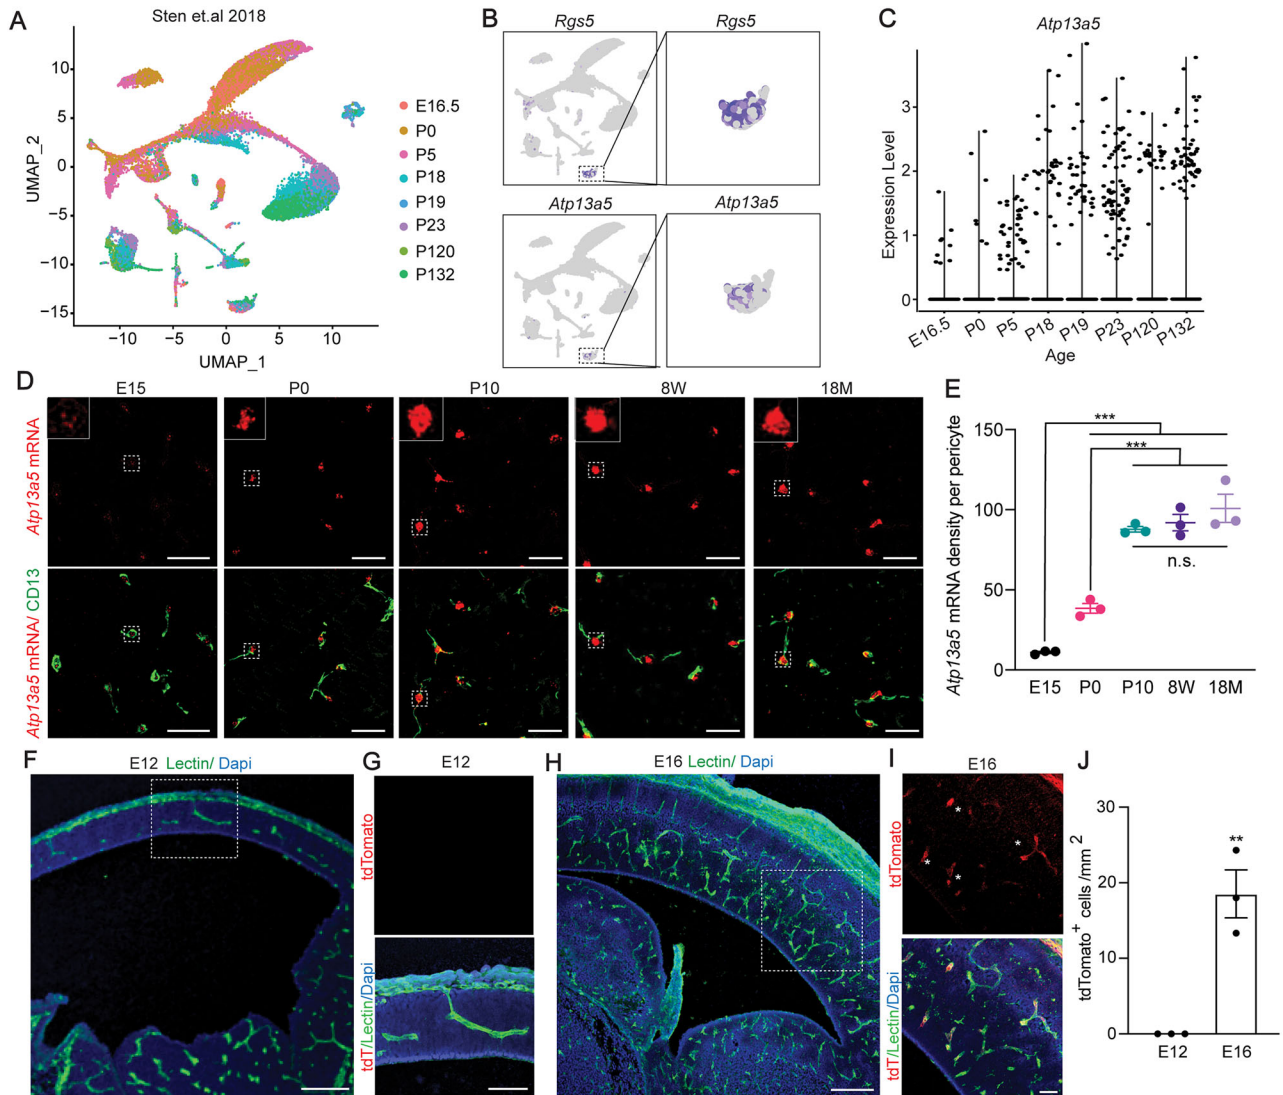 A
Sten et.al 2018
UMAP_2
10
5
0
−5
−10
−15
−10
−5
0
5
10
UMAP_1
E16.5
P0
P5
P18
P19
P23
P120
P132
B
Rgs5
Rgs5
Atp13a5
Atp13a5
C
Atp13a5
Expression Level
3
2
1
0
E16.5
P0
P5
P18
P19
P23
P120
P132
Age
D
E15
P0
P10
8W
18M
Atp13a5 mRNA
Atp13a5 mRNA/ CD13
E
Atp13a5 mRNA density per pericyte
150
100
50
0
***
***
n.s.
E15
P0
P10
8W
18M
F
E12 Lectin/ Dapi
G
E12
tdTomato
tdT/Lectin/Dapi
H
E16 Lectin/ Dapi
I
E16
tdTomato
*
*
*
*
tdT/Lectin/Dapi
J
tdTomato+ cells /mm2
30
20
10
0
**
E12
E16